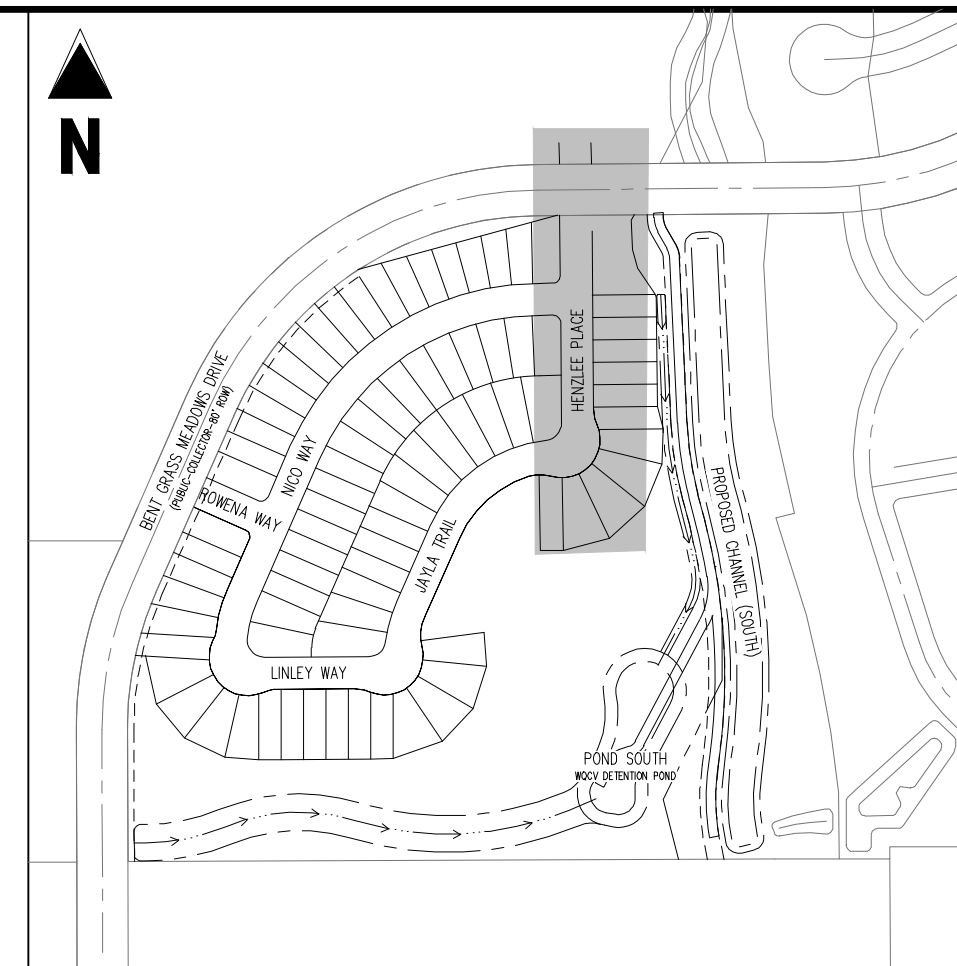 N
HENZLEE PLACE
BENT GRASS MEADOWS DRIVE
(PUBLIC-COLLECTOR-80' ROW)
NICO WAY
ROWENA WAY
JAYLA TRAIL
PROPOSED CHANNEL (SOUTH)
LINLEY WAY
POND SOUTH
WQCV DETENTION POND